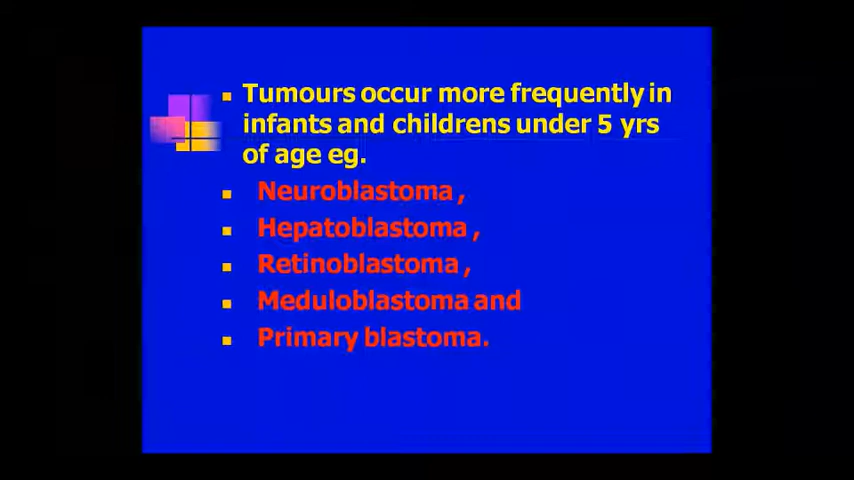 Tumours occur more frequently in
infants and childrens under 5 yrs
of age eg.
Neuroblastoma ,
Hepatoblastoma ,
Retinoblastoma ,
Meduloblastoma and
Primary blastoma.